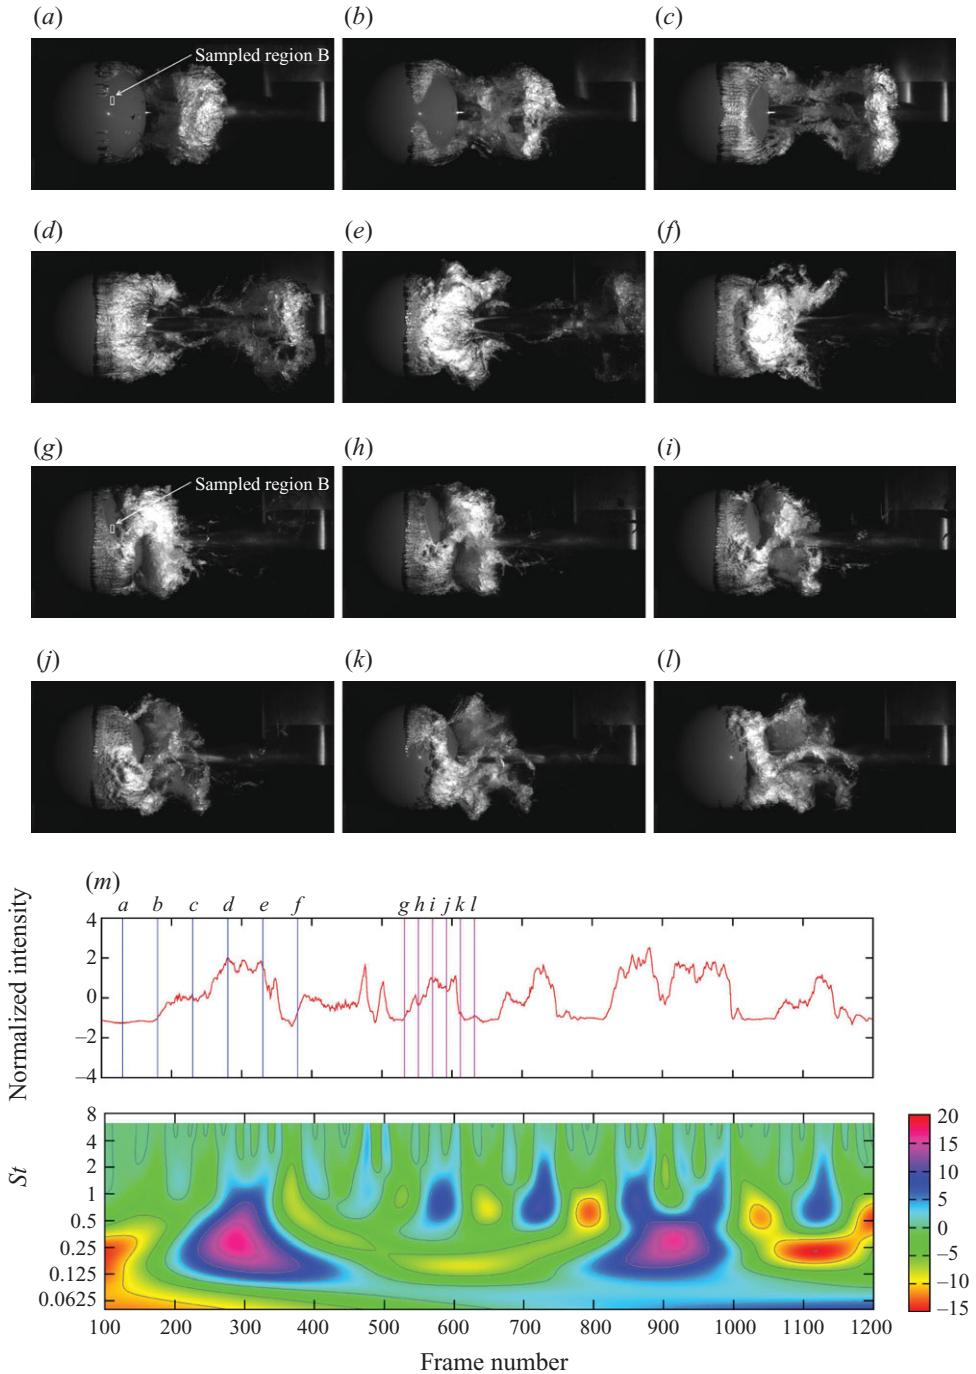 (a) (b) (c)
Sampled region B
(d) (e) (f)
(g) (h) (i)
Sampled region B
(j) (k) (l)
(m)
a b c d e f g h i j k l
Normalized intensity
4
2
0
−2
−4
St
8
4
2
1
0.5
0.25
0.125
0.0625
100 200 300 400 500 600 700 800 900 1000 1100 1200
Frame number
20
15
10
5
0
−5
−10
−15